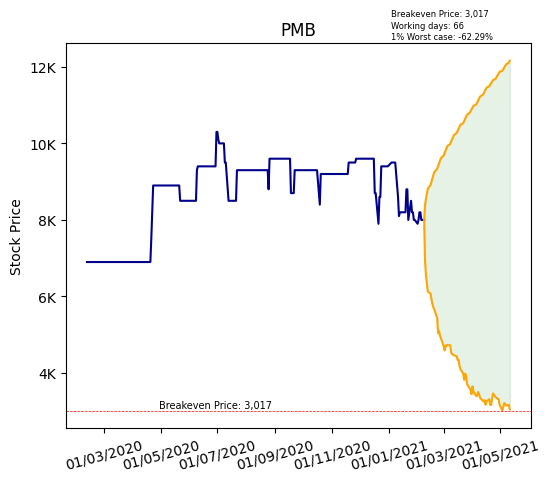 Breakeven Price: 3,017
Working days: 66
1% Worst case: -62.29%
PMB
Stock Price
12K
10K
8K
6K
4K
Breakeven Price: 3,017
01/03/2020
01/05/2020
01/07/2020
01/09/2020
01/11/2020
01/01/2021
01/03/2021
01/05/2021